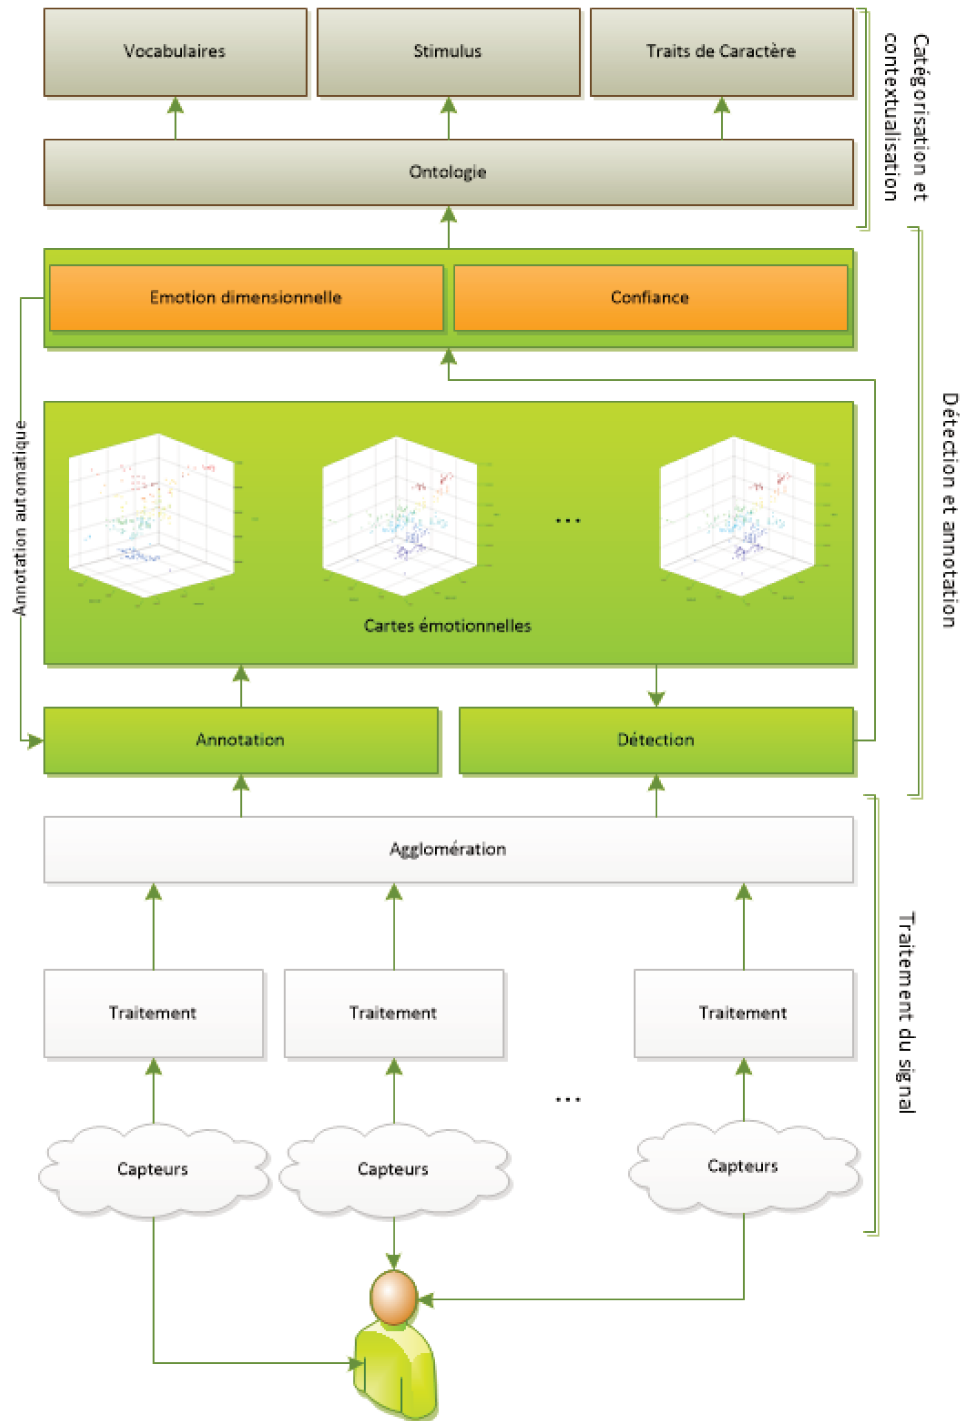 Vocabulaires
Stimulus
Traits de Caractère
Catégorisation et
contextualisation
Ontologie
Emotion dimensionnelle
Confiance
Annotation automatique
...
Cartes émotionnelles
Détection et annotation
Annotation
Détection
Agglomération
Traitement
Traitement
Traitement
Traitement du signal
...
Capteurs
Capteurs
Capteurs